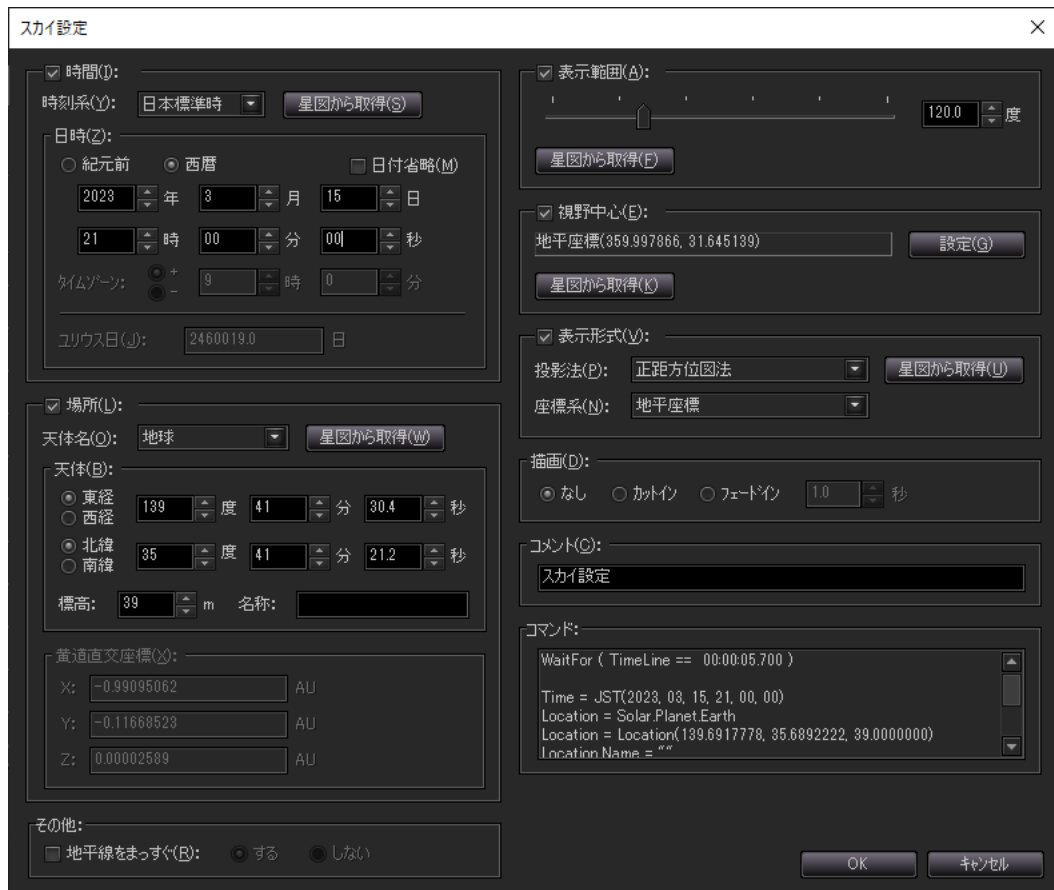 スカイ設定
時間(I):
時刻系(Y): 日本標準時 星図から取得(S)
日時(Z):
紀元前 西暦 日付省略(M)
2023 年 3 月 15 日
21 時 00 分 00 秒
タイムゾーン: + - 9 時 0 分
ユリウス日(J): 2460019.0 日
場所(L):
天体名(O): 地球 星図から取得(W)
天体(B):
東経
西経
139 度 41 分 30.4 秒
北緯
南緯
35 度 41 分 21.2 秒
標高: 39 m 名称:
黄道直交座標(X):
X: -0.99095062 AU
Y: -0.11668523 AU
Z: 0.00002589 AU
その他:
地平線をまっすぐ(R): する しない
表示範囲(A):
120.0 度
星図から取得(F)
視野中心(E):
地平座標(359.997866, 31.645139) 設定(G)
星図から取得(K)
表示形式(V):
投影法(P): 正距方位図法 星図から取得(U)
座標系(N): 地平座標
描画(D):
なし カットイン フェードイン 1.0 秒
コメント(C):
スカイ設定
コマンド:
WaitFor ( TimeLine == 00:00:05.700 )
Time = JST(2023, 03, 15, 21, 00, 00)
Location = Solar.Planet.Earth
Location = Location(139.6917778, 35.6892222, 39.0000000)
Location.Name = ""
OK キャンセル